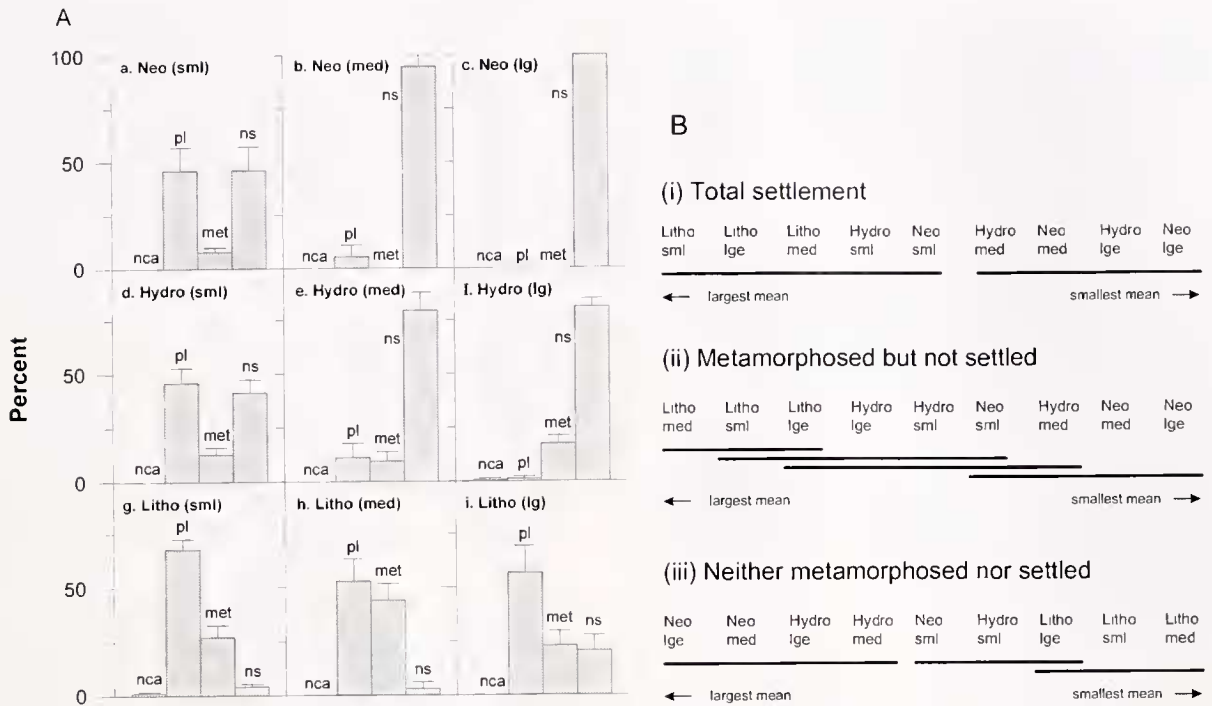 A
Percent
100
50
0
50
0
50
0
a. Neo (sml)
nca
pl
met
ns
b. Neo (med)
nca
pl
met
ns
c. Neo (lg)
nca
pl
met
ns
d. Hydro (sml)
nca
pl
met
ns
e. Hydro (med)
nca
pl
met
ns
f. Hydro (lg)
nca
pl
met
ns
g. Litho (sml)
nca
pl
met
ns
h. Litho (med)
nca
pl
met
ns
i. Litho (lg)
nca
pl
met
ns
B
(i) Total settlement
Litho Litho Litho Hydro Neo Hydro Neo Hydro Neo
sml lge med sml sml med med lge lge
← largest mean smallest mean →
(ii) Metamorphosed but not settled
Litho Litho Litho Hydro Hydro Neo Hydro Neo Neo
med sml lge lge sml sml med med lge
← largest mean smallest mean →
(iii) Neither metamorphosed nor settled
Neo Neo Hydro Hydro Neo Hydro Litho Litho Litho
lge med lge med sml sml lge sml med
← largest mean smallest mean →